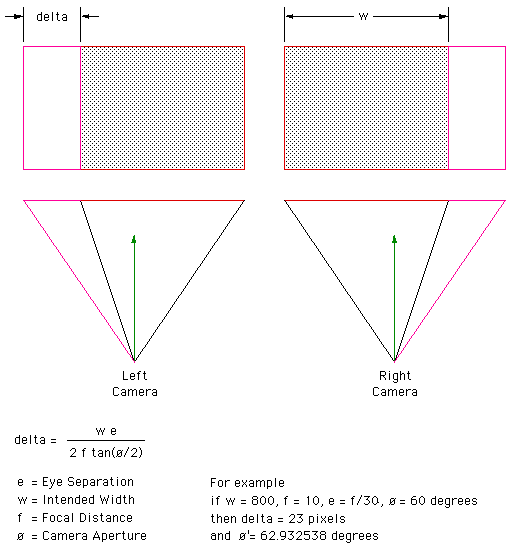 delta
w
Left
Camera
Right
Camera
delta = w e
2 f tan(ø/2)
e = Eye Separation
w = Intended Width
f = Focal Distance
ø = Camera Aperture
For example
if w = 800, f = 10, e = f/30, ø = 60 degrees
then delta = 23 pixels
and ø'= 62.932538 degrees